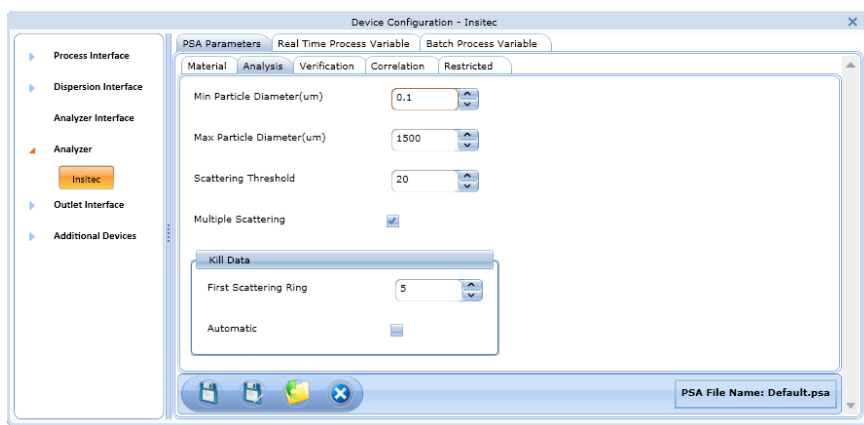 Device Configuration - Insitec
Process Interface
Dispersion Interface
Analyzer Interface
Analyzer
Insitec
Outlet Interface
Additional Devices
PSA Parameters Real Time Process Variable Batch Process Variable
Material Analysis Verification Correlation Restricted
Min Particle Diameter(um) 0.1
Max Particle Diameter(um) 1500
Scattering Threshold 20
Multiple Scattering
Kill Data
First Scattering Ring 5
Automatic
PSA File Name: Default.psa